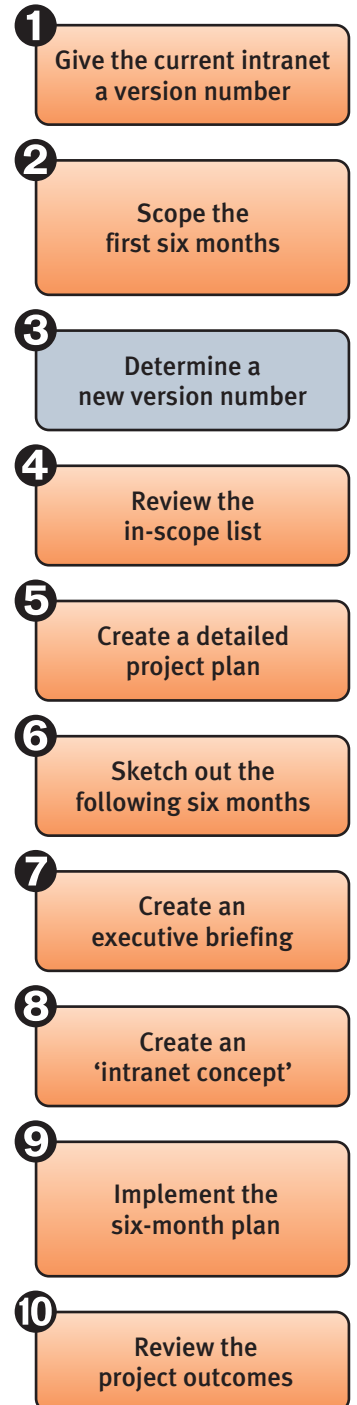 1
Give the current intranet
a version number
2
Scope the
first six months
3
Determine a
new version number
4
Review the
in-scope list
5
Create a detailed
project plan
6
Sketch out the
following six months
7
Create an
executive briefing
8
Create an
‘intranet concept’
9
Implement the
six-month plan
10
Review the
project outcomes